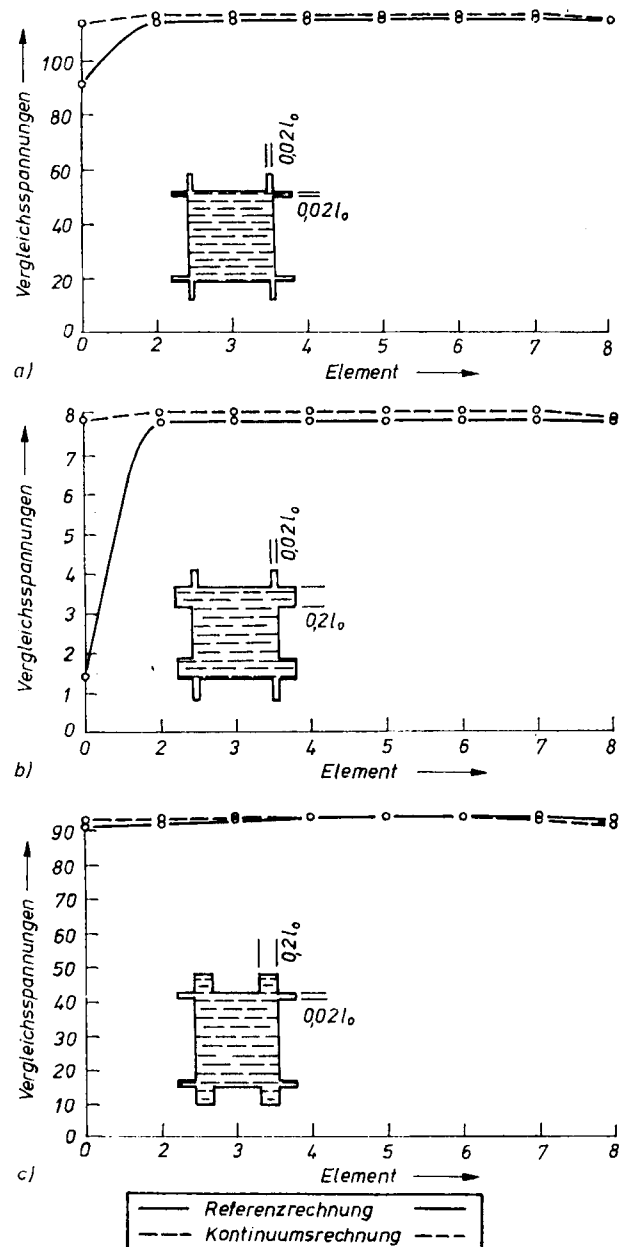 Vergleichsspannungen
100
80
60
40
20
0
0,02l₀
0,02l₀
0 2 3 4 5 6 7 8
Element
a)
Vergleichsspannungen
8
7
6
5
4
3
2
1
0
0,02l₀
0,2l₀
0 2 3 4 5 6 7 8
Element
b)
Vergleichsspannungen
90
80
70
60
50
40
30
20
10
0
0,2l₀
0,02l₀
0 2 3 4 5 6 7 8
Element
c)
Referenzrechnung
Kontinuumsrechnung